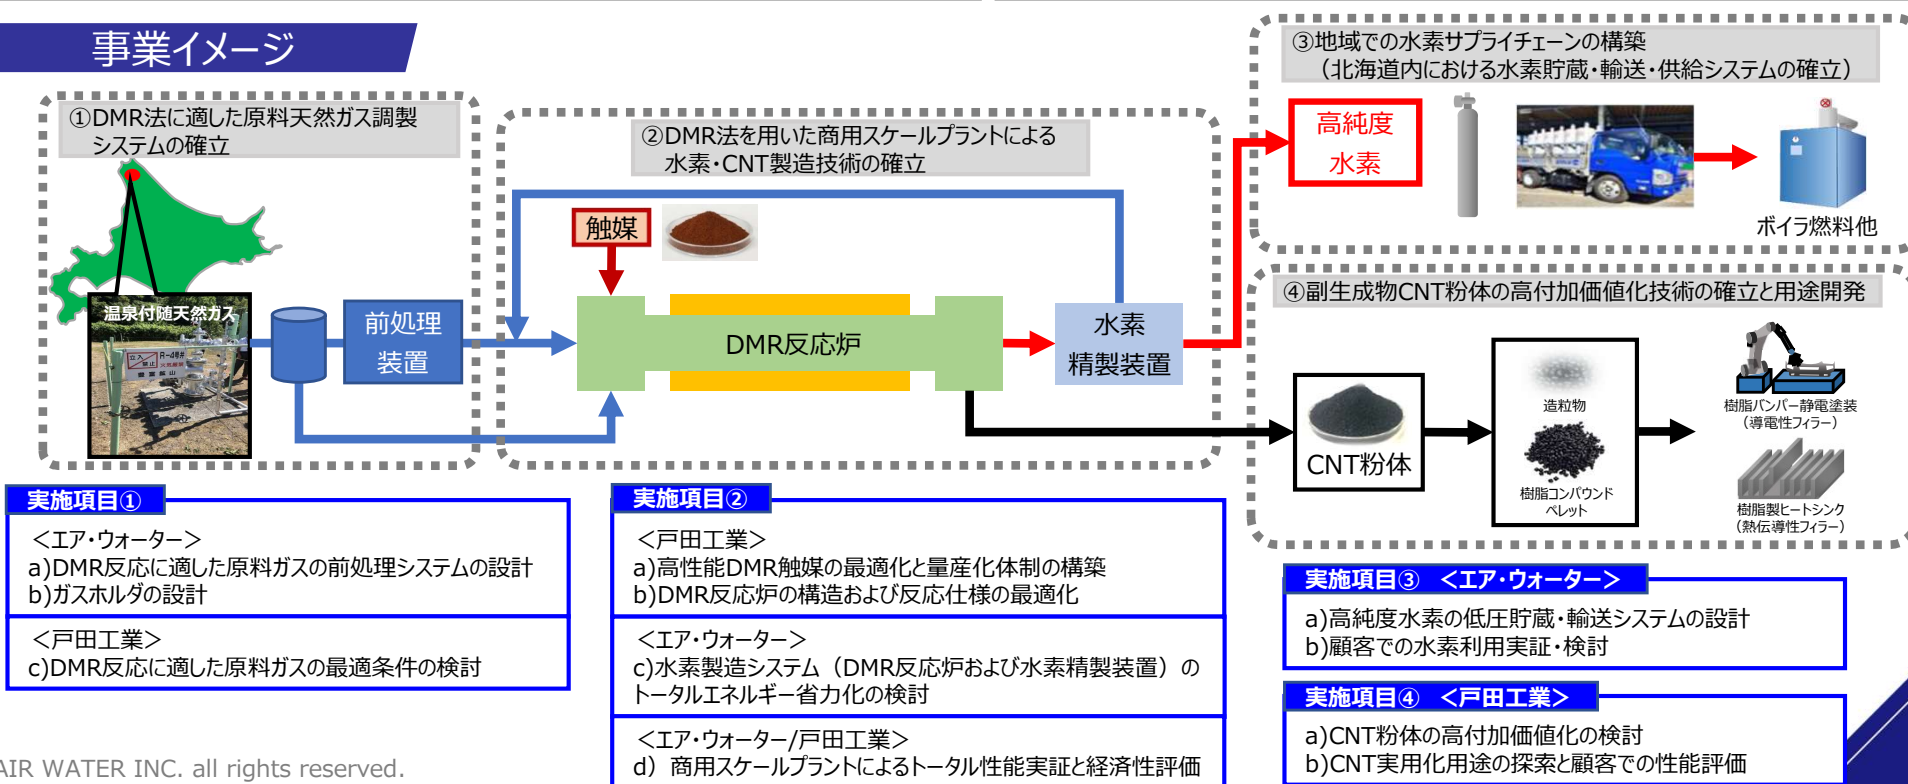 事業イメージ
①DMR法に適した原料天然ガス調製
システムの確立
温泉付随天然ガス
立入
禁止
R-4号井
火気厳禁
豊富鉱山
前処理
装置
②DMR法を用いた商用スケールプラントによる
水素・CNT製造技術の確立
触媒
DMR反応炉
水素
精製装置
③地域での水素サプライチェーンの構築
（北海道内における水素貯蔵・輸送・供給システムの確立）
高純度
水素
ボイラ燃料他
④副生成物CNT粉体の高付加価値化技術の確立と用途開発
CNT粉体
造粒物
樹脂コンパウンド
ペレット
樹脂バンパー静電塗装
（導電性フィラー）
樹脂製ヒートシンク
（熱伝導性フィラー）
実施項目①
＜エア・ウォーター＞
a)DMR反応に適した原料ガスの前処理システムの設計
b)ガスホルダの設計
＜戸田工業＞
c)DMR反応に適した原料ガスの最適条件の検討
実施項目②
＜戸田工業＞
a)高性能DMR触媒の最適化と量産化体制の構築
b)DMR反応炉の構造および反応仕様の最適化
＜エア・ウォーター＞
c)水素製造システム（DMR反応炉および水素精製装置）の
トータルエネルギー省力化の検討
＜エア・ウォーター/戸田工業＞
d）商用スケールプラントによるトータル性能実証と経済性評価
実施項目③　＜エア・ウォーター＞
a)高純度水素の低圧貯蔵・輸送システムの設計
b)顧客での水素利用実証・検討
実施項目④　＜戸田工業＞
a)CNT粉体の高付加価値化の検討
b)CNT実用化用途の探索と顧客での性能評価
AIR WATER INC. all rights reserved.